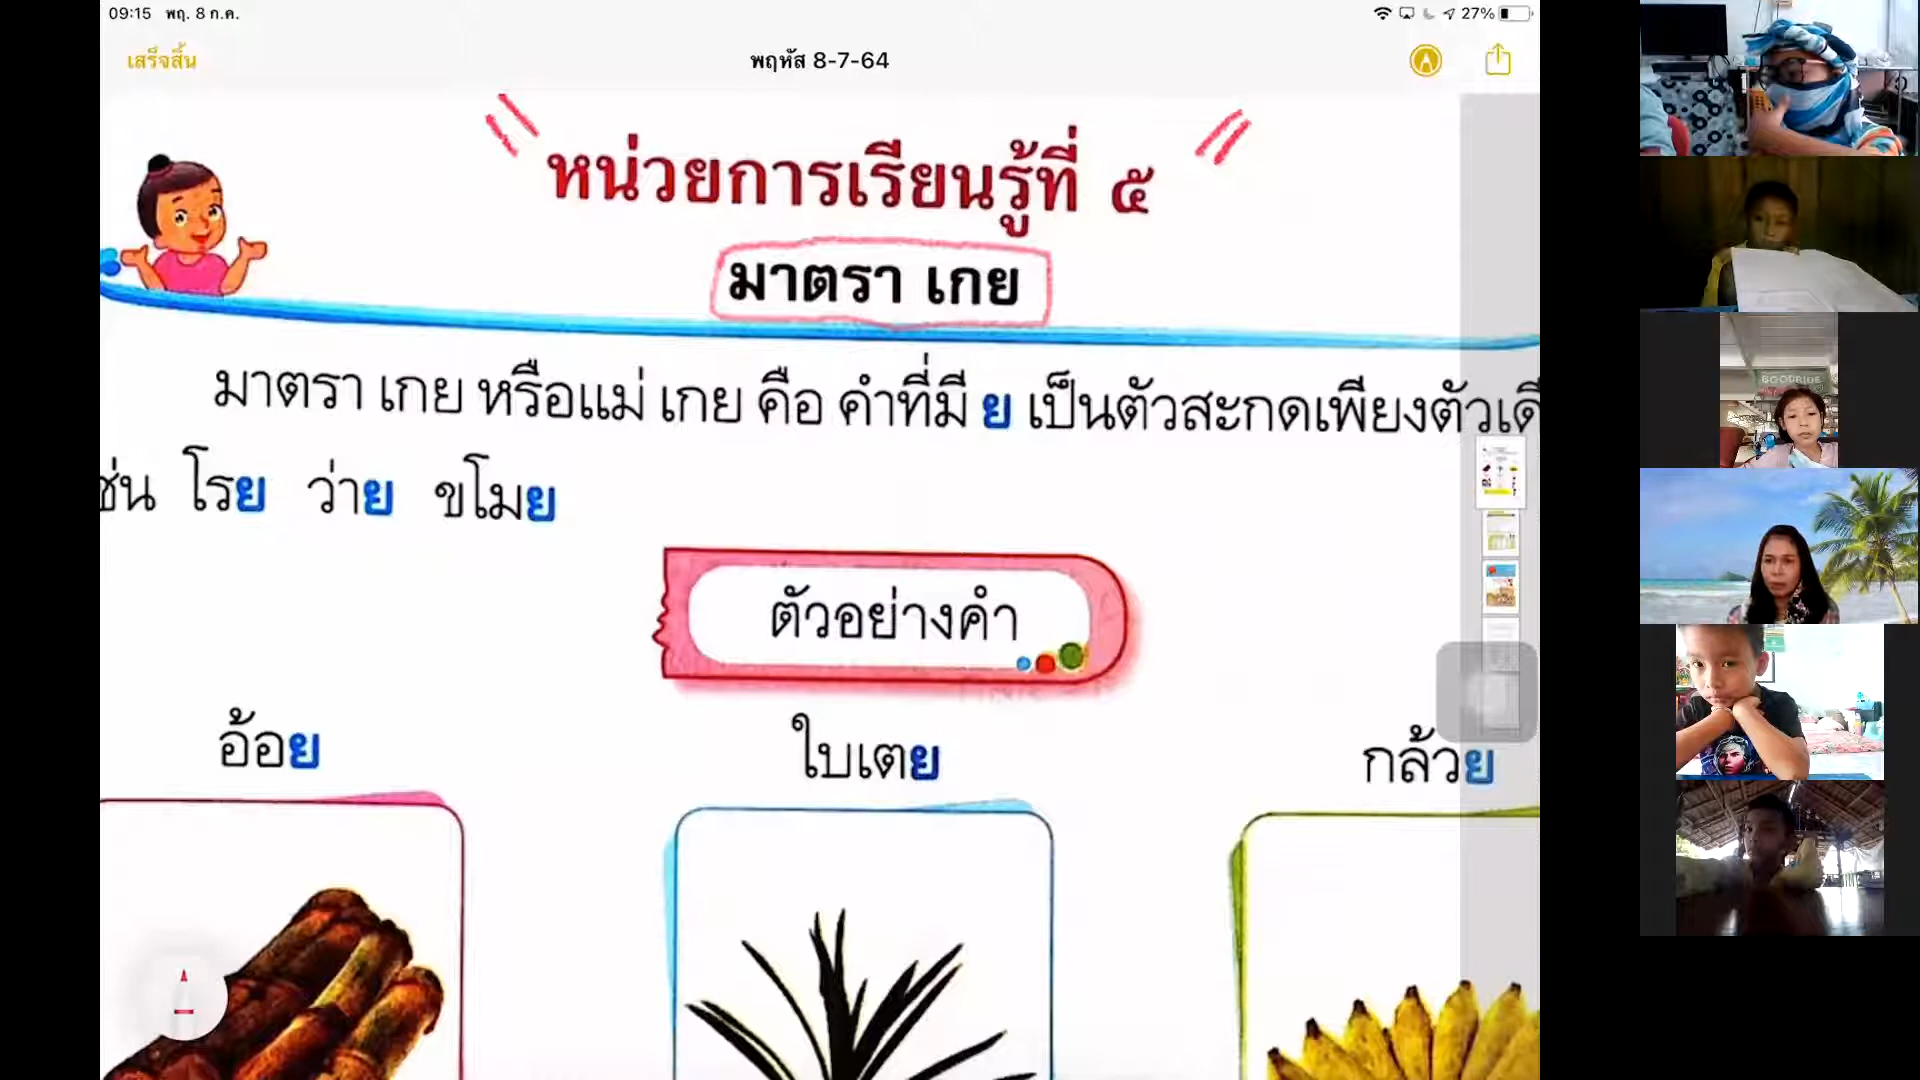 09:15 พฤ. 8 ก.ค.
27%
เสร็จสิ้น
พฤหัส 8-7-64
หน่วยการเรียนรู้ที่ ๕
มาตรา เกย
มาตรา เกย หรือแม่ เกย คือ คำที่มี ย เป็นตัวสะกดเพียงตัวเดี
ช่น โรย ว่าย ขโมย
ตัวอย่างคำ
อ้อย
ใบเตย
กล้วย